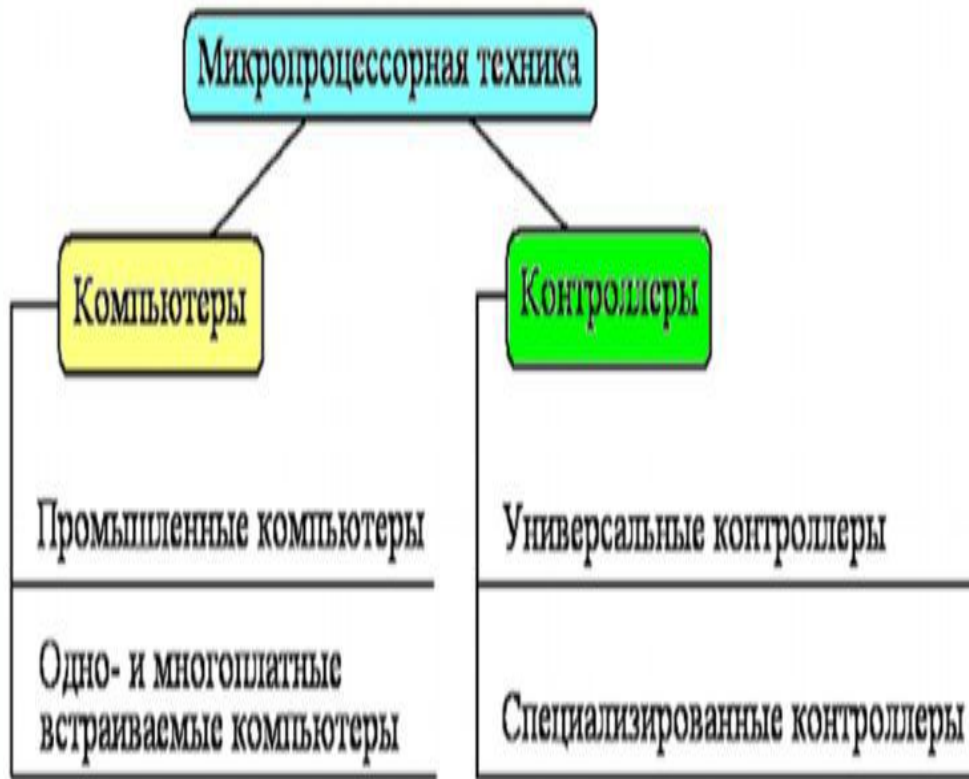 Микропроцессорная техника
Компьютеры
Промышленные компьютеры
Одно- и многоплатные
встраиваемые компьютеры
Контроллеры
Универсальные контроллеры
Специализированные контроллеры